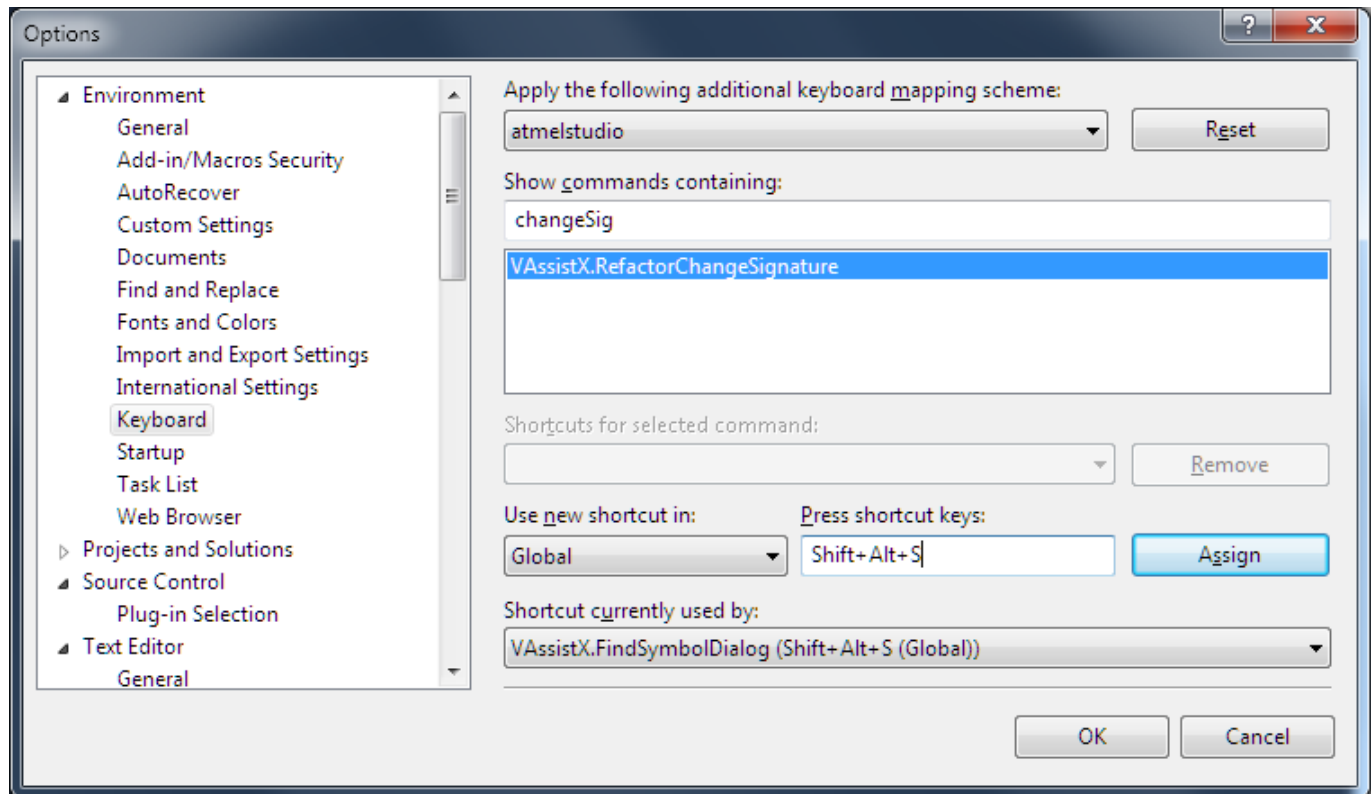 Options
Environment
General
Add-in/Macros Security
AutoRecover
Custom Settings
Documents
Find and Replace
Fonts and Colors
Import and Export Settings
International Settings
Keyboard
Startup
Task List
Web Browser
Projects and Solutions
Source Control
Plug-in Selection
Text Editor
General
Apply the following additional keyboard mapping scheme:
atmelstudio
Reset
Show commands containing:
changeSig
VAssistX.RefactorChangeSignature
Shortcuts for selected command:
Remove
Use new shortcut in:
Press shortcut keys:
Global
Shift+Alt+S
Assign
Shortcut currently used by:
VAssistX.FindSymbolDialog (Shift+Alt+S (Global))
OK
Cancel